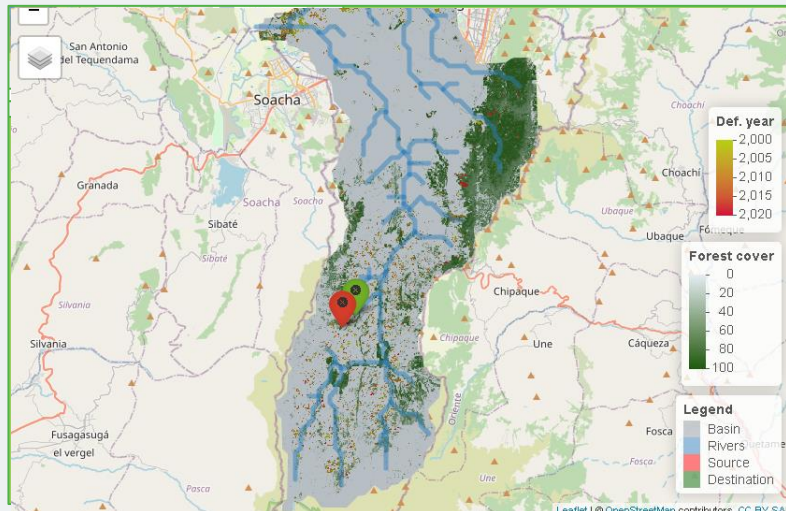 San Antonio
del Tequendama
Soacha
Granada
Sibaté
Soacha
Soacha
Sibaté
Silvania
Silvania
Fusagasugá
el vergel
Pasca
Chipaque
Chipaque
Une
Une
Oriente
Choachí
Choachí
Ubaque
Ubaque
Fómeque
Cáqueza
Fosca
Fosca
Def. year
2,000
2,005
2,010
2,015
2,020
Forest cover
0
20
40
60
80
100
Legend
Basin
Rivers
Source
Destination
Leaflet | © OpenStreetMap contributors, CC-BY-SA